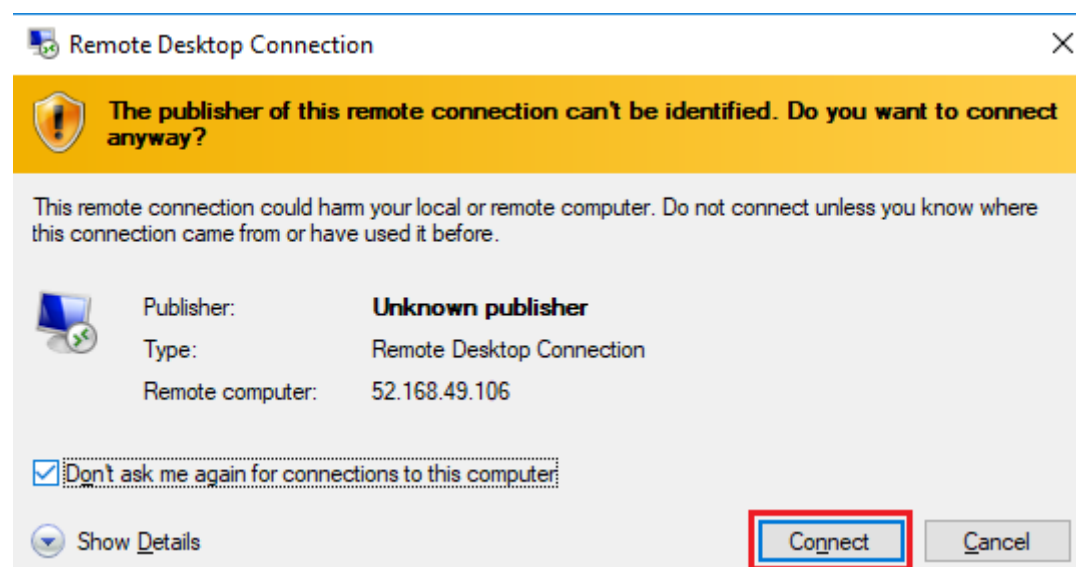 Remote Desktop Connection
The publisher of this remote connection can't be identified. Do you want to connect
anyway?
This remote connection could harm your local or remote computer. Do not connect unless you know where
this connection came from or have used it before.
Publisher: Unknown publisher
Type: Remote Desktop Connection
Remote computer: 52.168.49.106
Don't ask me again for connections to this computer
Show Details Connect Cancel